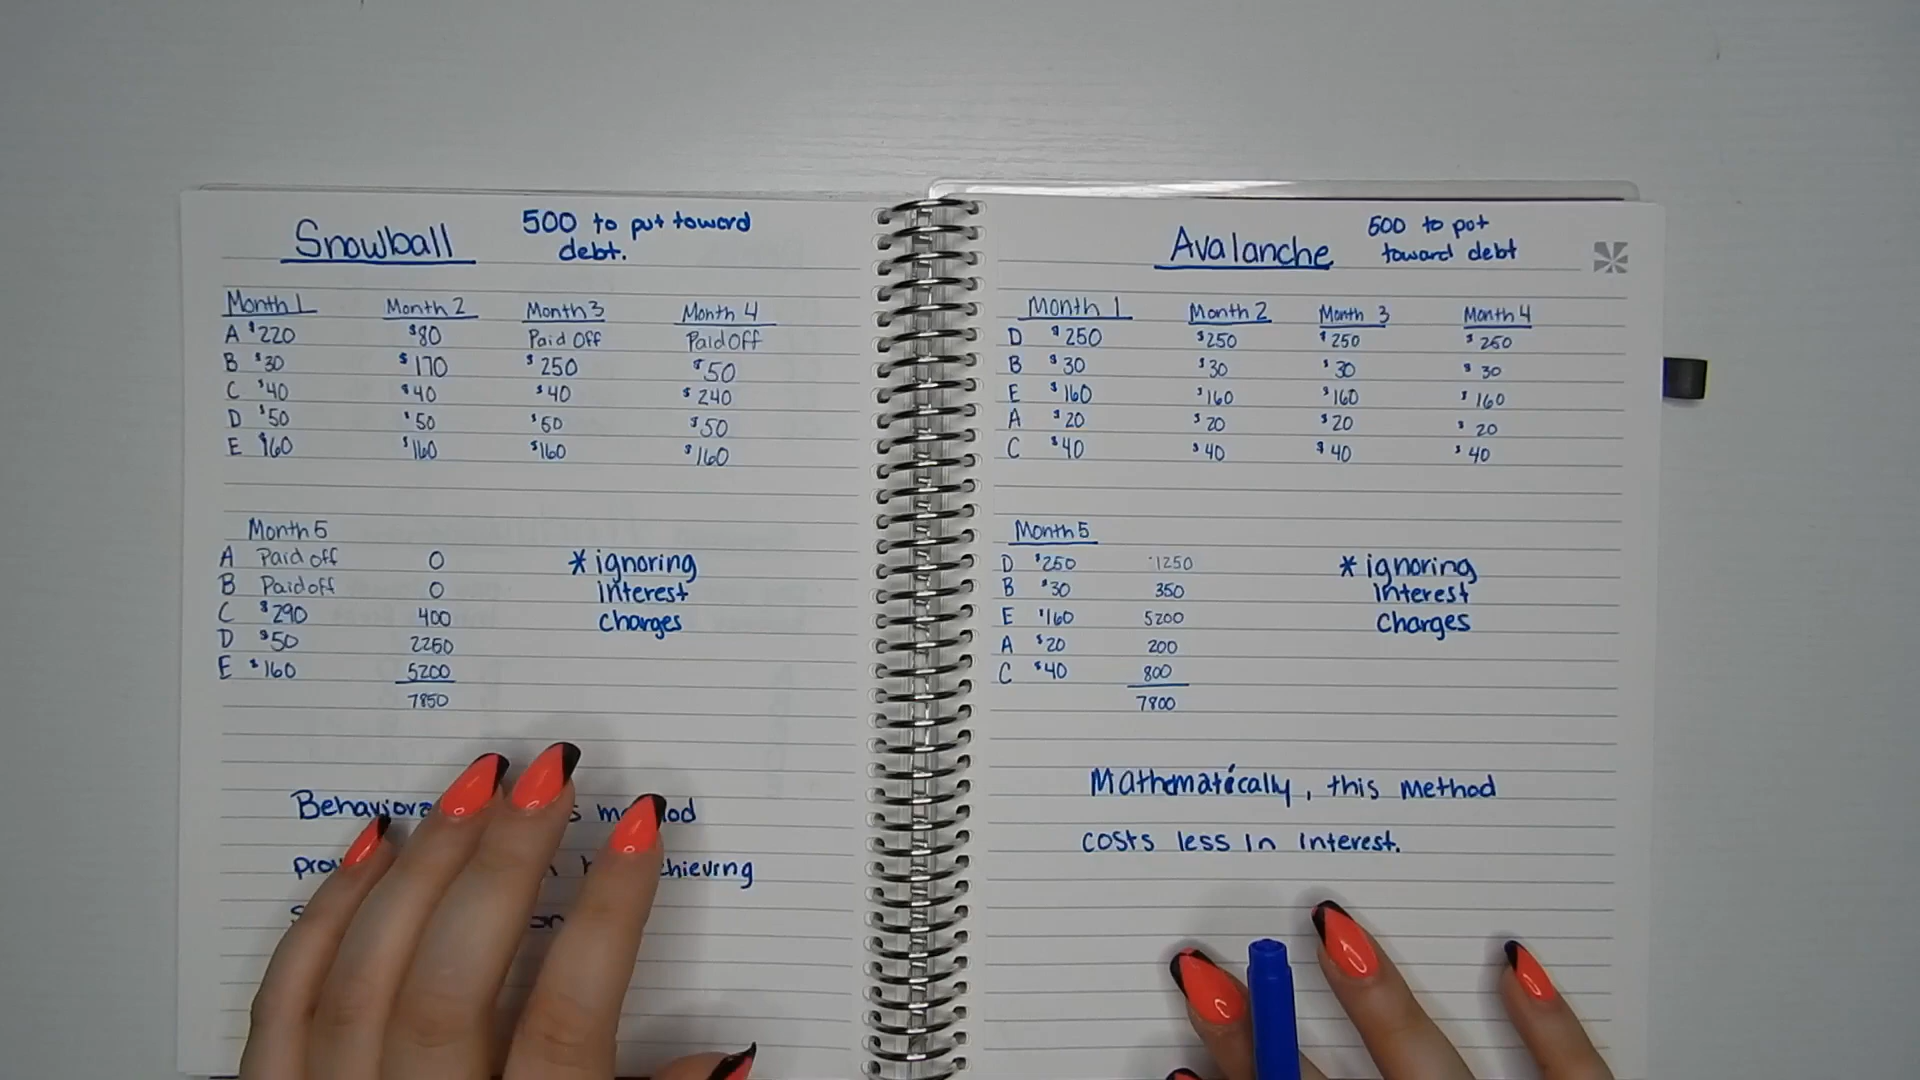 Snowball
500 to put toward
debt.
Month 1 Month 2 Month 3 Month 4
A $220 $80 Paid Off Paid Off
B $30 $170 $250 $50
C $40 $40 $40 $240
D $50 $50 $50 $50
E $160 $160 $160 $160
Month 5
A Paid off 0
B Paid off 0
C $290 400
D $50 2250
E $160 5200
7850
* ignoring
interest
charges
method
achieving
Avalanche
500 to put
toward debt
Month 1 Month 2 Month 3 Month 4
D $250 $250 $250 $250
B $30 $30 $30 $30
E $160 $160 $160 $160
A $20 $20 $20 $20
C $40 $40 $40 $40
Month 5
D $250 1250
B $30 350
E $160 5200
A $20 200
C $40 800
7800
* ignoring
interest
charges
Mathematically, this method
costs less in interest.